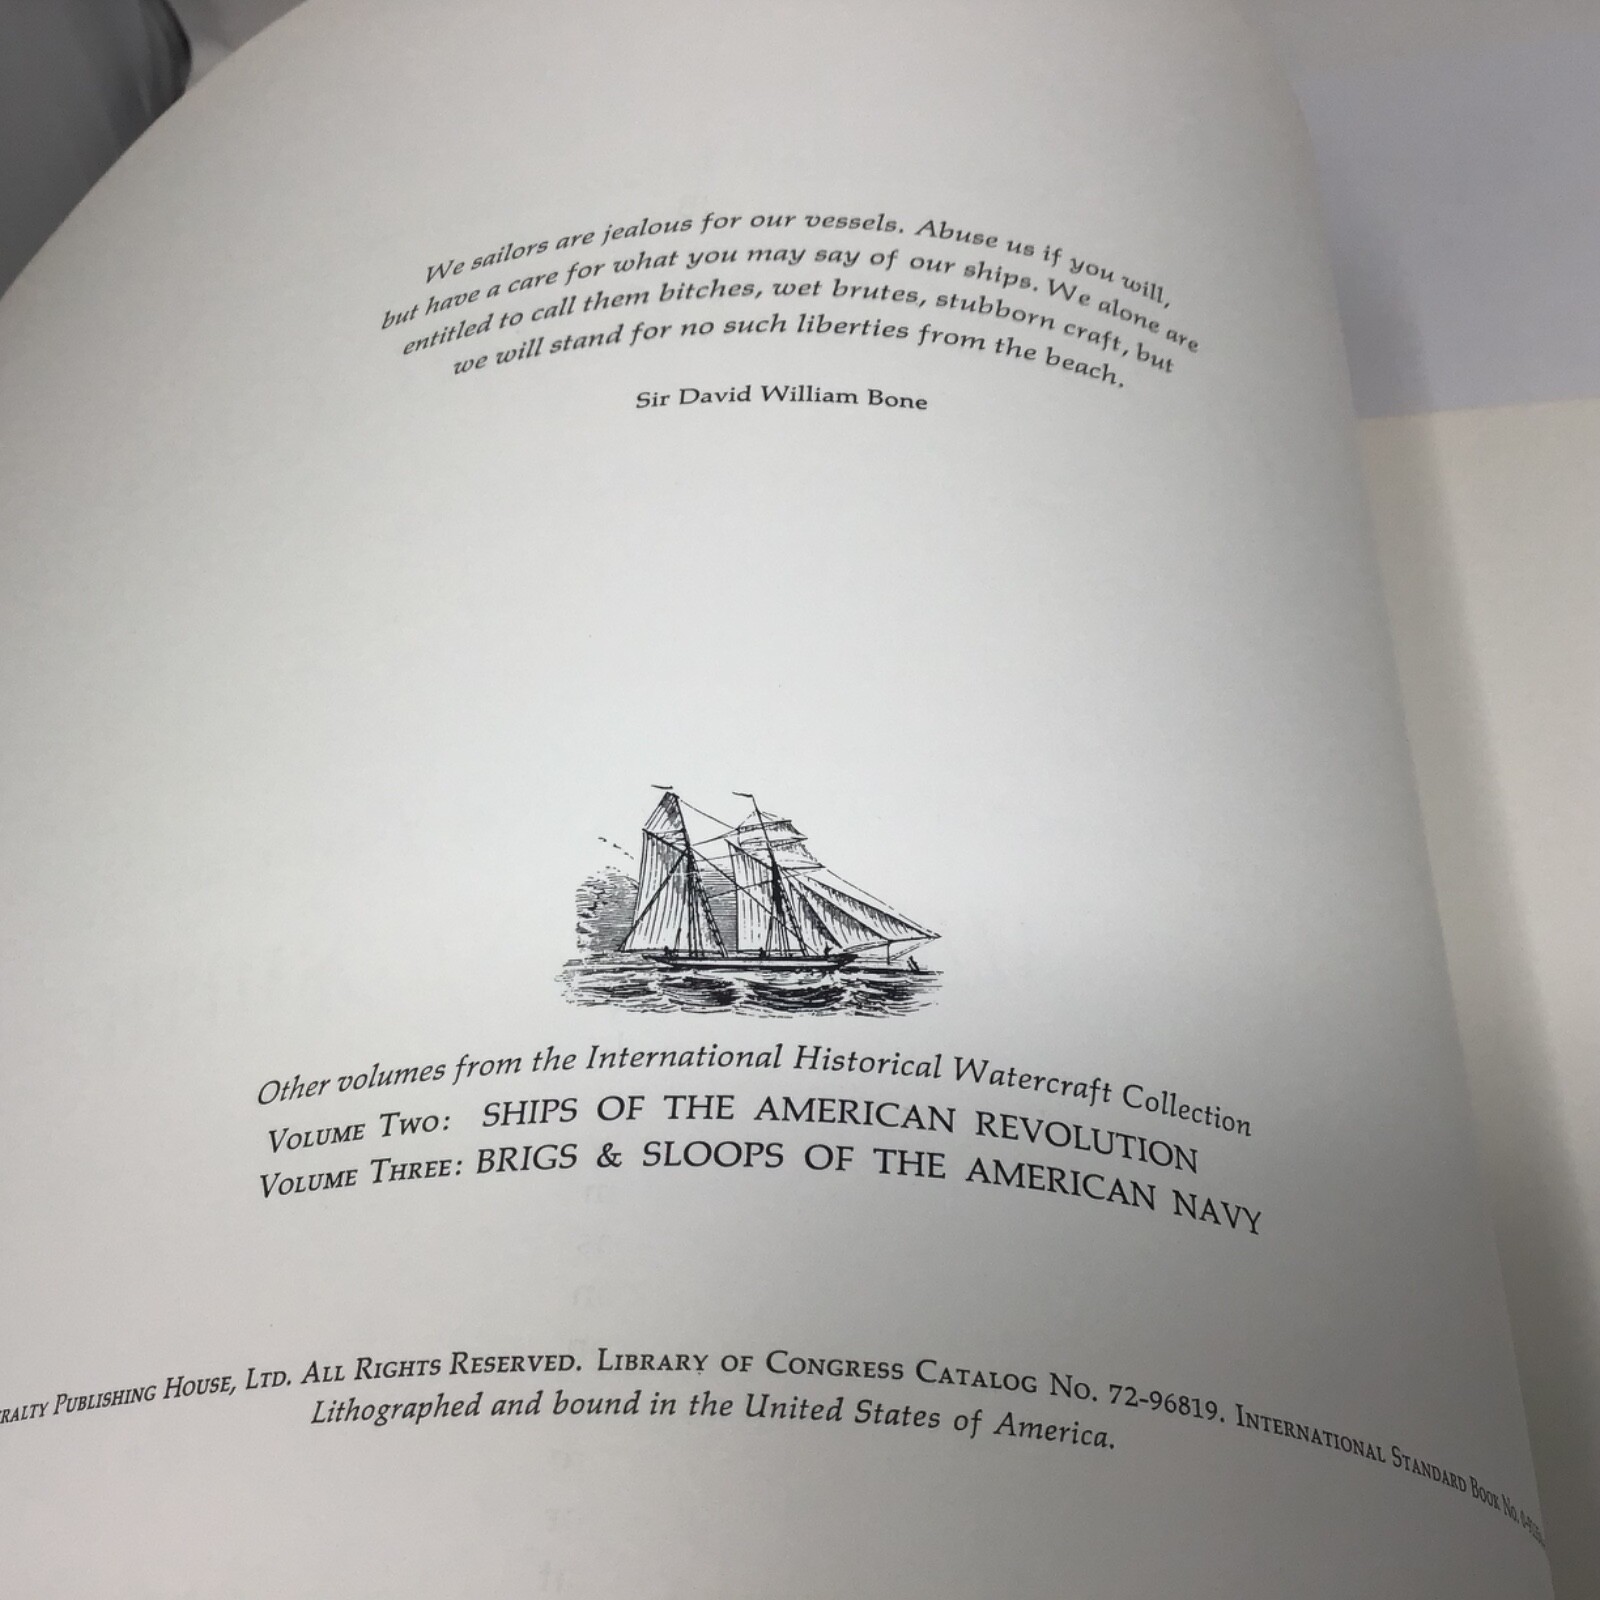 We sailors are jealous for our vessels. Abuse us if you will,
but have a care for what you may say of our ships. We alone are
entitled to call them bitches, wet brutes, stubborn craft, but
we will stand for no such liberties from the beach.
Sir David William Bone
Other volumes from the International Historical Watercraft Collection
VOLUME TWO: SHIPS OF THE AMERICAN REVOLUTION
VOLUME THREE: BRIGS & SLOOPS OF THE AMERICAN NAVY
PUBLISHING HOUSE, LTD. ALL RIGHTS RESERVED. LIBRARY OF CONGRESS CATALOG NO. 72-96819. INTERNATIONAL STANDARD BOOK NO.
Lithographed and bound in the United States of America.